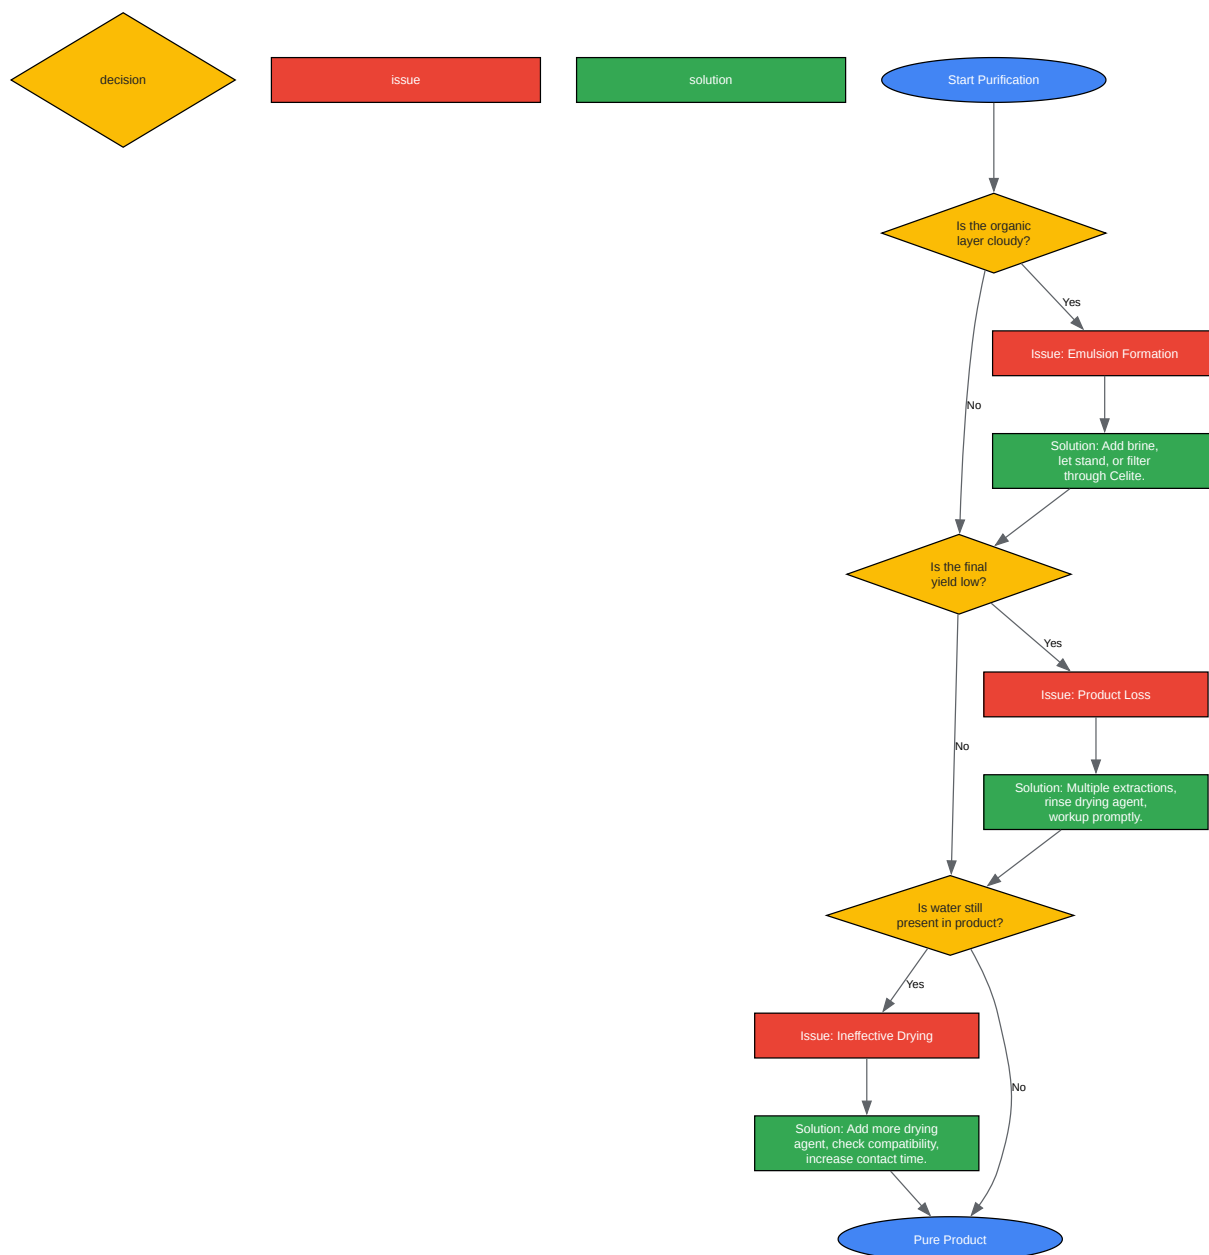 decision
issue
solution
Start Purification
Is the organic
layer cloudy?
Yes
Issue: Emulsion Formation
No
Solution: Add brine,
let stand, or filter
through Celite.
Is the final
yield low?
Yes
Issue: Product Loss
No
Solution: Multiple extractions,
rinse drying agent,
workup promptly.
Is water still
present in product?
Yes
Issue: Ineffective Drying
No
Solution: Add more drying
agent, check compatibility,
increase contact time.
Pure Product